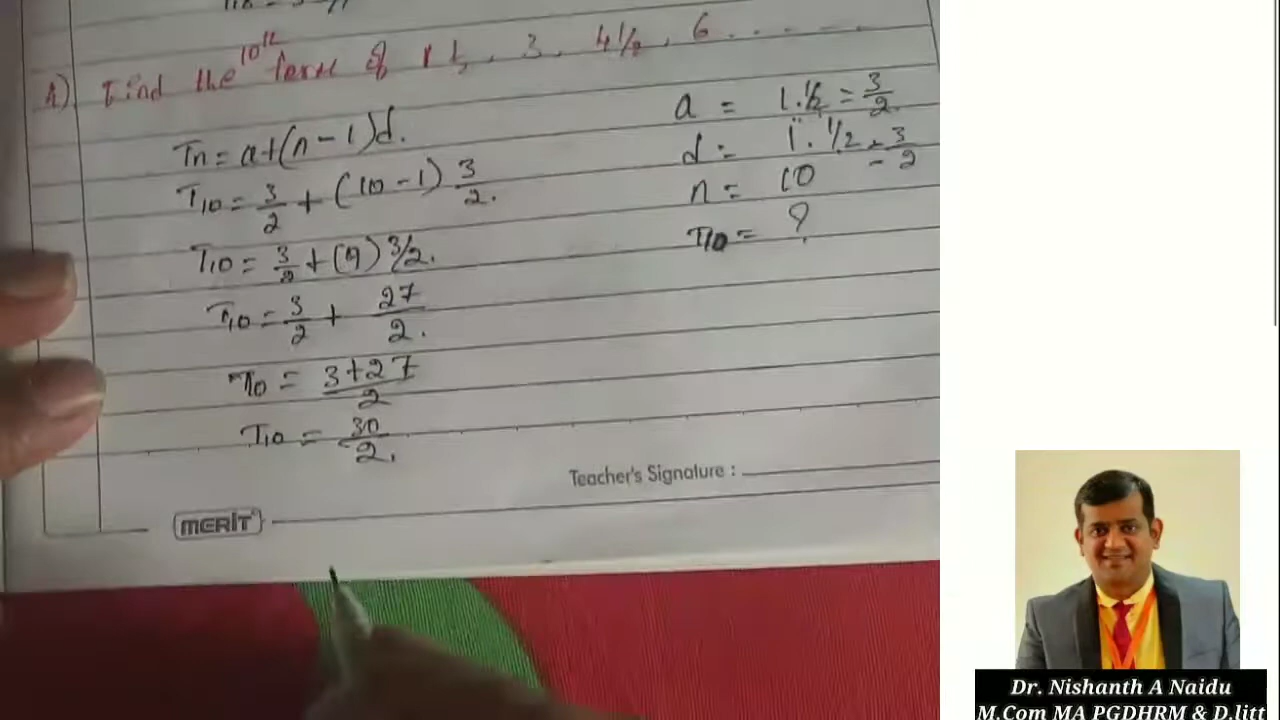 4) Find the 10th term of 1 ½, 3, 4½, 6 - - - - -
Tn = a+(n-1)d.
T10 = 3/2 + (10-1) 3/2.
T10 = 3/2 + (9) 3/2.
T10 = 3/2 + 27/2.
T10 = 3+27/2
T10 = 30/2.
a = 1.½ = 3/2.
d = 1.½ = 3/2
n = 10
T10 = ?
Teacher's Signature :
MERIT
Dr. Nishanth A Naidu
M.Com MA PGDHRM & D.litt